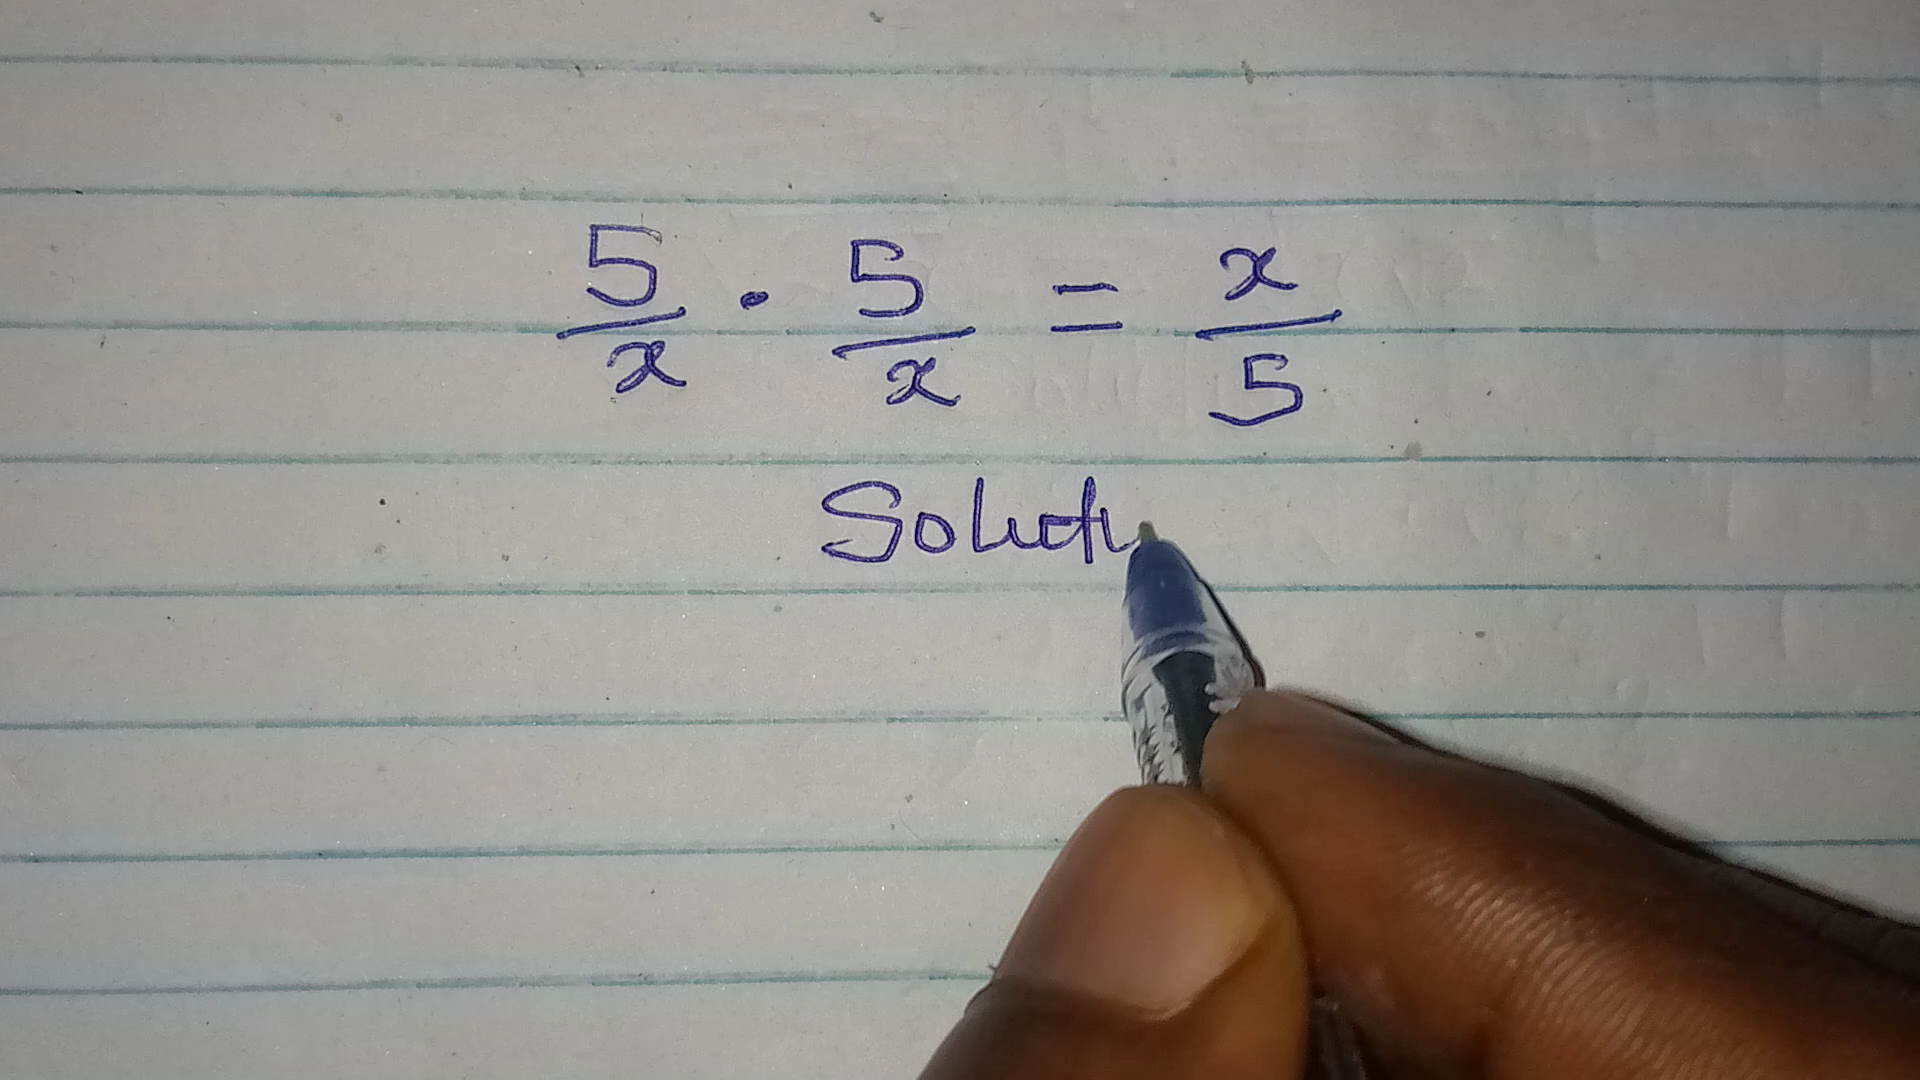 5/x · 5/x = x/5
Soluti